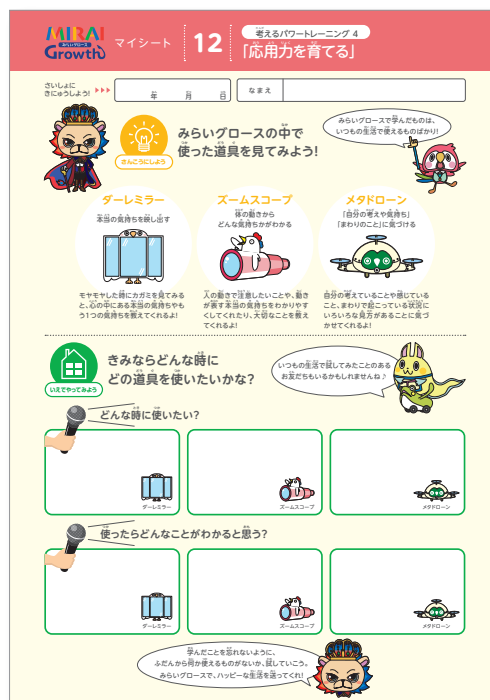 MIRAI
みらいグロース
Growth
マイシート
12
考えるパワートレーニング 4
「応用力を育てる」
さいしょに
きにゅうしよう!
年 月 日
なまえ
みらいグロースで学んだものは、
いつもの生活で使えるものばかり!
さんこうにしよう
みらいグロースの中で
使った道具を見てみよう!
ダーレミラー
本当の気持ちを映し出す
モヤモヤした時にカガミを見てみる
と、心の中にある本当の気持ちやも
う1つの気持ちを教えてくれるよ!
ズームスコープ
体の動きから
どんな気持ちかがわかる
人の動きで注意したいことや、動き
が表す本当の気持ちをわかりやす
くしてくれたり、大切なことを教え
てくれるよ!
メタドローン
「自分の考えや気持ち」
「まわりのこと」に気づける
自分の考えていることや感じている
こと、まわりで起こっている状況に
いろいろな見方があることに気づ
かせてくれるよ!
いえでやってみよう
きみならどんな時に
どの道具を使いたいかな?
いつもの生活で試してみたことのある
お友だちもいるかもしれませんね♪
どんな時に使いたい?
ダーレミラー
ズームスコープ
メタドローン
使ったらどんなことがわかると思う?
ダーレミラー
ズームスコープ
メタドローン
学んだことを忘れないように、
ふだんから何か使えるものがないか、試していこう。
みらいグロースで、ハッピーな生活を送ってくれ!